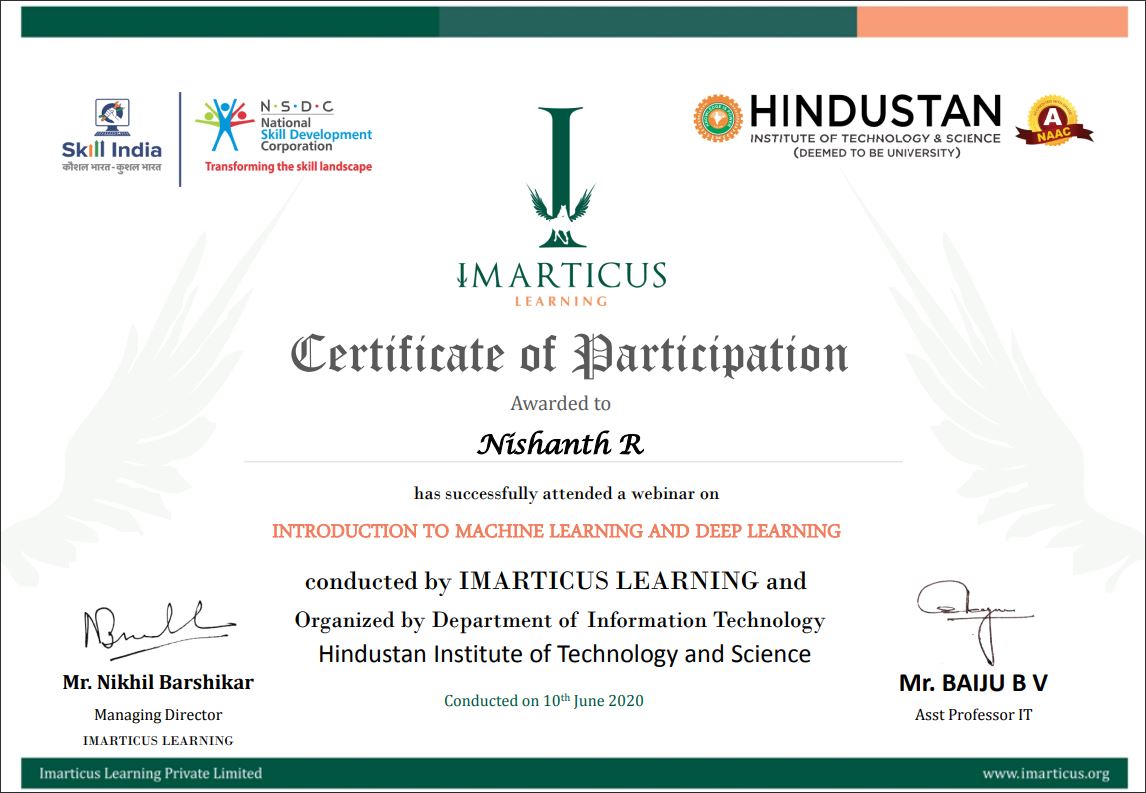 Skill India
कौशल भारत - कुशल भारत
N·S·D·C
National
Skill Development
Corporation
Transforming the skill landscape
HINDUSTAN
INSTITUTE OF TECHNOLOGY & SCIENCE
(DEEMED TO BE UNIVERSITY)
A
NAAC
IMARTICUS
LEARNING
Certificate of Participation
Awarded to
Nishanth R
has successfully attended a webinar on
INTRODUCTION TO MACHINE LEARNING AND DEEP LEARNING
conducted by IMARTICUS LEARNING and
Organized by Department of Information Technology
Hindustan Institute of Technology and Science
Conducted on 10th June 2020
Mr. Nikhil Barshikar
Managing Director
IMARTICUS LEARNING
Mr. BAIJU B V
Asst Professor IT
Imarticus Learning Private Limited
www.imarticus.org